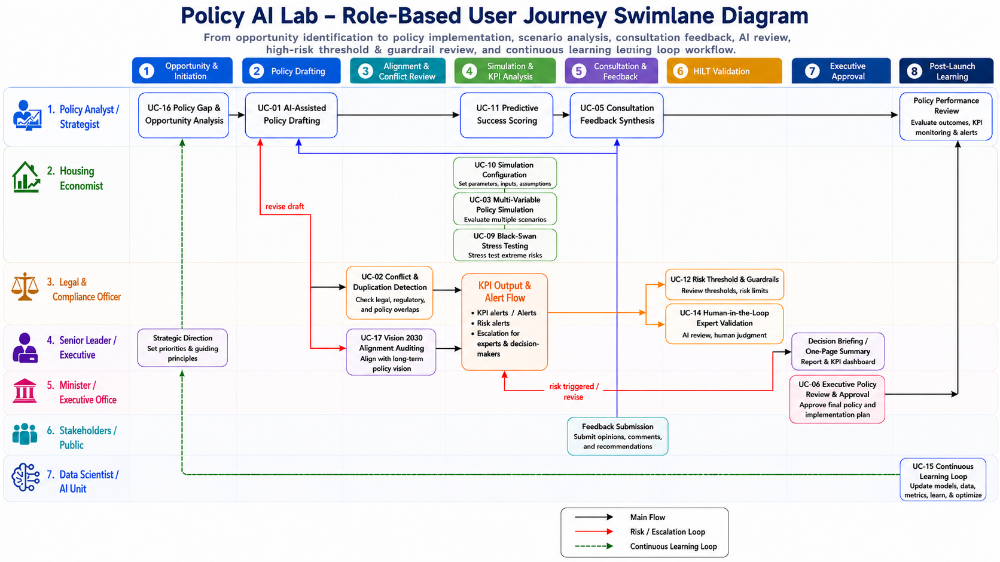 Policy AI Lab – Role-Based User Journey Swimlane Diagram
From opportunity identification to policy implementation, scenario analysis, consultation feedback, AI review,
high-risk threshold & guardrail review, and continuous learning loop workflow.
1 Opportunity &
Initiation
2 Policy Drafting
3 Alignment &
Conflict Review
4 Simulation &
KPI Analysis
5 Consultation &
Feedback
6 HILT Validation
7 Executive
Approval
8 Post-Launch
Learning
1. Policy Analyst /
Strategist
UC-16 Policy Gap &
Opportunity Analysis
UC-01 AI-Assisted
Policy Drafting
UC-11 Predictive
Success Scoring
UC-05 Consultation
Feedback Synthesis
Policy Performance
Review
Evaluate outcomes, KPI
monitoring & alerts
2. Housing
Economist
UC-10 Simulation
Configuration
Set parameters, inputs, assumptions
UC-03 Multi-Variable
Policy Simulation
Evaluate multiple scenarios
UC-09 Black-Swan
Stress Testing
Stress test extreme risks
revise draft
3. Legal &
Compliance Officer
UC-02 Conflict &
Duplication Detection
Check legal, regulatory,
and policy overlaps
KPI Output &
Alert Flow
• KPI alerts / Alerts
• Risk alerts
• Escalation for
experts & decision-
makers
UC-12 Risk Threshold & Guardrails
Review thresholds, risk limits
UC-14 Human-in-the-Loop
Expert Validation
AI review, human judgment
4. Senior Leader /
Executive
Strategic Direction
Set priorities & guiding
principles
UC-17 Vision 2030
Alignment Auditing
Align with long-term
policy vision
Decision Briefing /
One-Page Summary
Report & KPI dashboard
5. Minister /
Executive Office
risk triggered /
revise
UC-06 Executive Policy
Review & Approval
Approve final policy and
implementation plan
6. Stakeholders /
Public
Feedback Submission
Submit opinions, comments,
and recommendations
7. Data Scientist /
AI Unit
UC-15 Continuous
Learning Loop
Update models, data,
metrics, learn, & optimize
Main Flow
Risk / Escalation Loop
Continuous Learning Loop